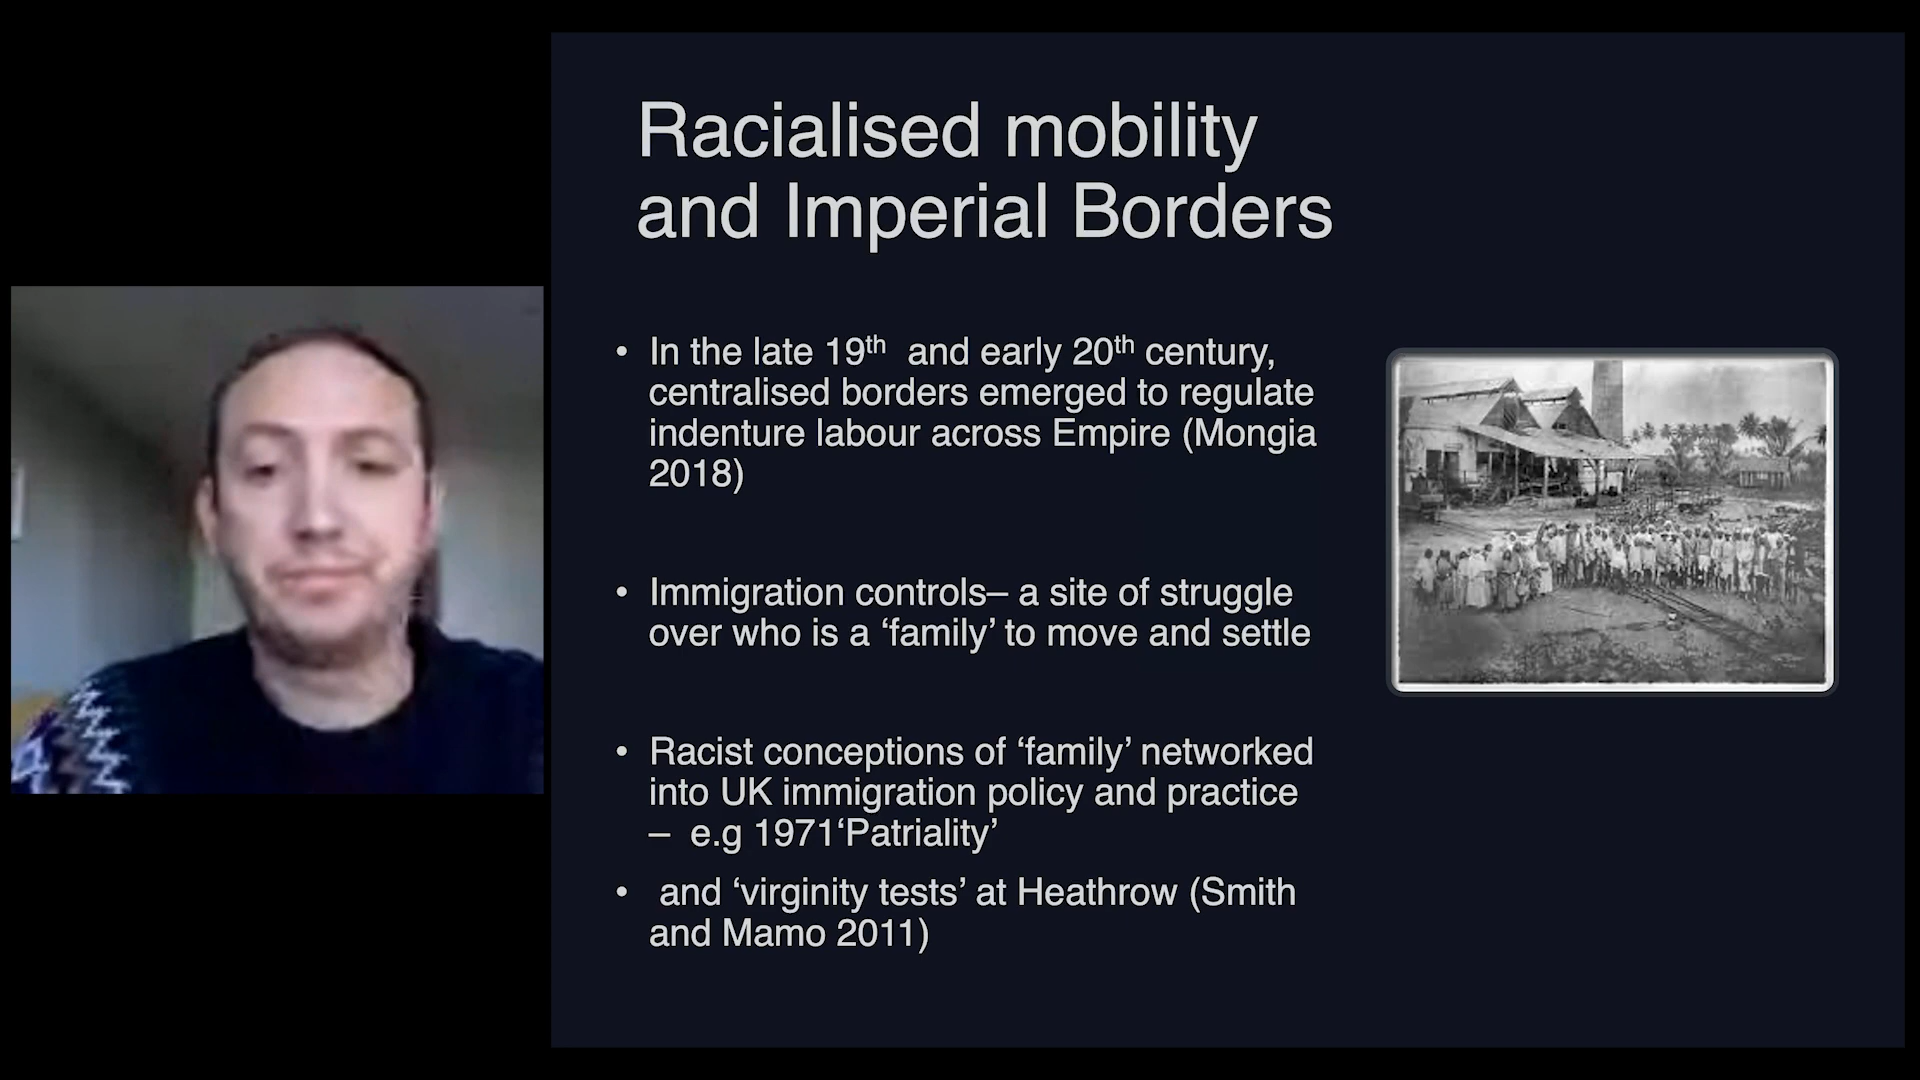 Racialised mobility
and Imperial Borders
• In the late 19th and early 20th century,
centralised borders emerged to regulate
indenture labour across Empire (Mongia
2018)
• Immigration controls– a site of struggle
over who is a ‘family’ to move and settle
• Racist conceptions of ‘family’ networked
into UK immigration policy and practice
– e.g 1971‘Patriality’
• and ‘virginity tests’ at Heathrow (Smith
and Mamo 2011)